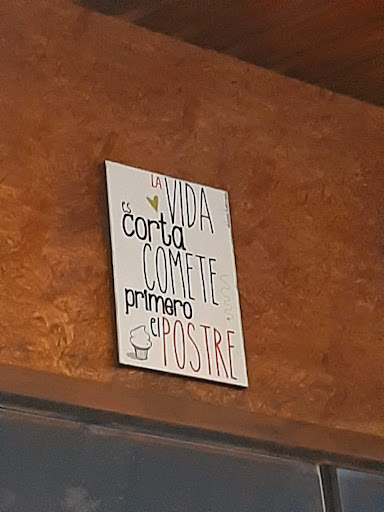 LA VIDA
es
corta
COMETE
primero
el POSTRE